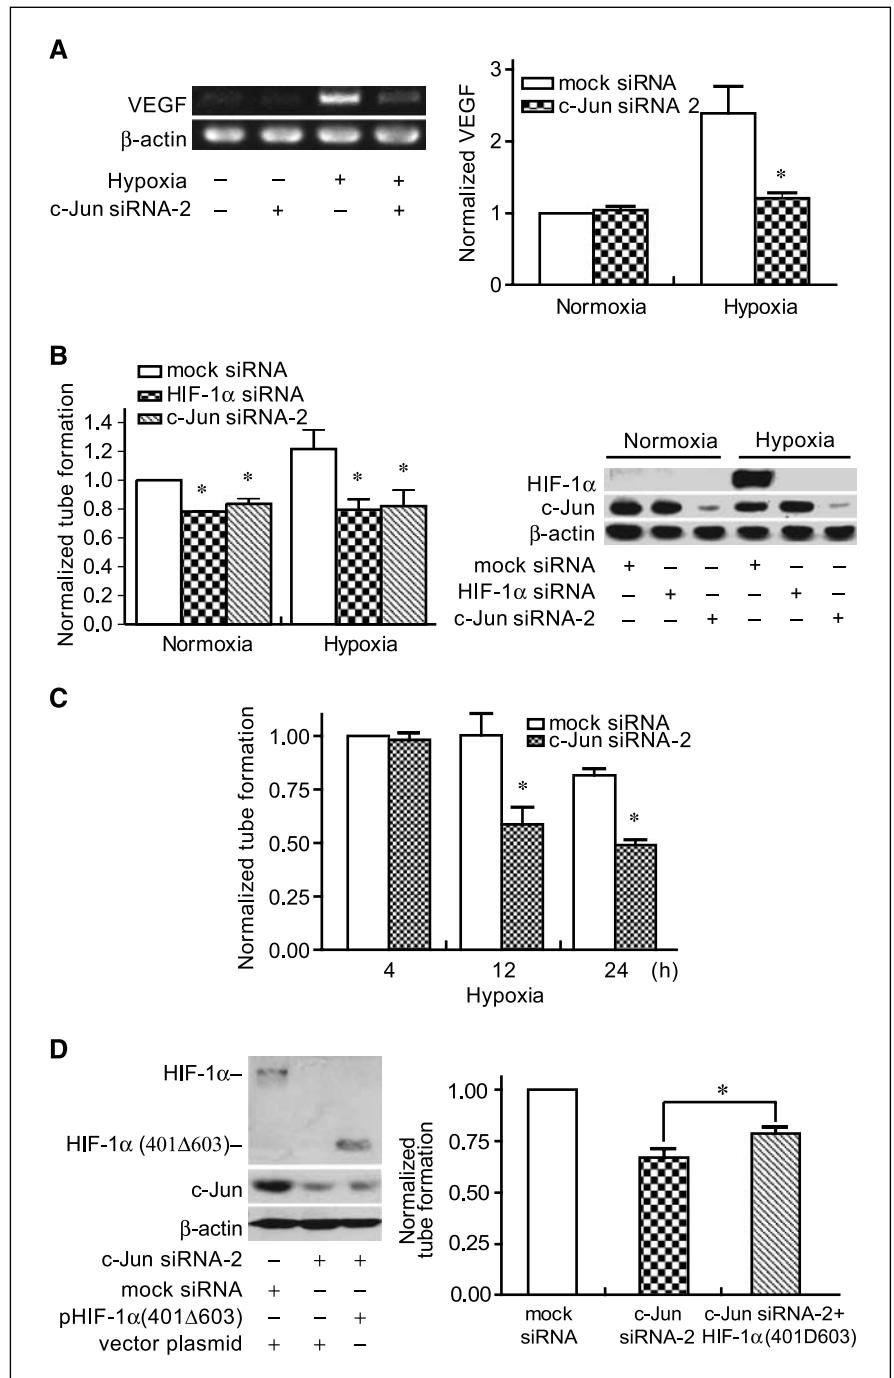 A
VEGF
β-actin
Hypoxia – – + +
c-Jun siRNA-2 – + – +
Normalized VEGF
3
2
1
0
mock siRNA
c-Jun siRNA 2
*
Normoxia Hypoxia
B
mock siRNA
HIF-1α siRNA
c-Jun siRNA-2
Normalized tube formation
1.4
1.2
1.0
0.8
0.6
0.4
0.2
0.0
* * * *
Normoxia Hypoxia
Normoxia Hypoxia
HIF-1α
c-Jun
β-actin
mock siRNA + – – + – –
HIF-1α siRNA – + – – + –
c-Jun siRNA-2 – – + – – +
C
mock siRNA
c-Jun siRNA-2
Normalized tube formation
1.00
0.75
0.50
0.25
0.00
* *
4 12 24 (h)
Hypoxia
D
HIF-1α–
HIF-1α (401Δ603)–
c-Jun
β-actin
c-Jun siRNA-2 – + +
mock siRNA + – –
pHIF-1α(401Δ603) – – +
vector plasmid + + –
Normalized
tube formation
1.00
0.75
0.50
0.25
0.00
*
mock
siRNA
c-Jun
siRNA-2
c-Jun siRNA-2+
HIF-1α(401D603)